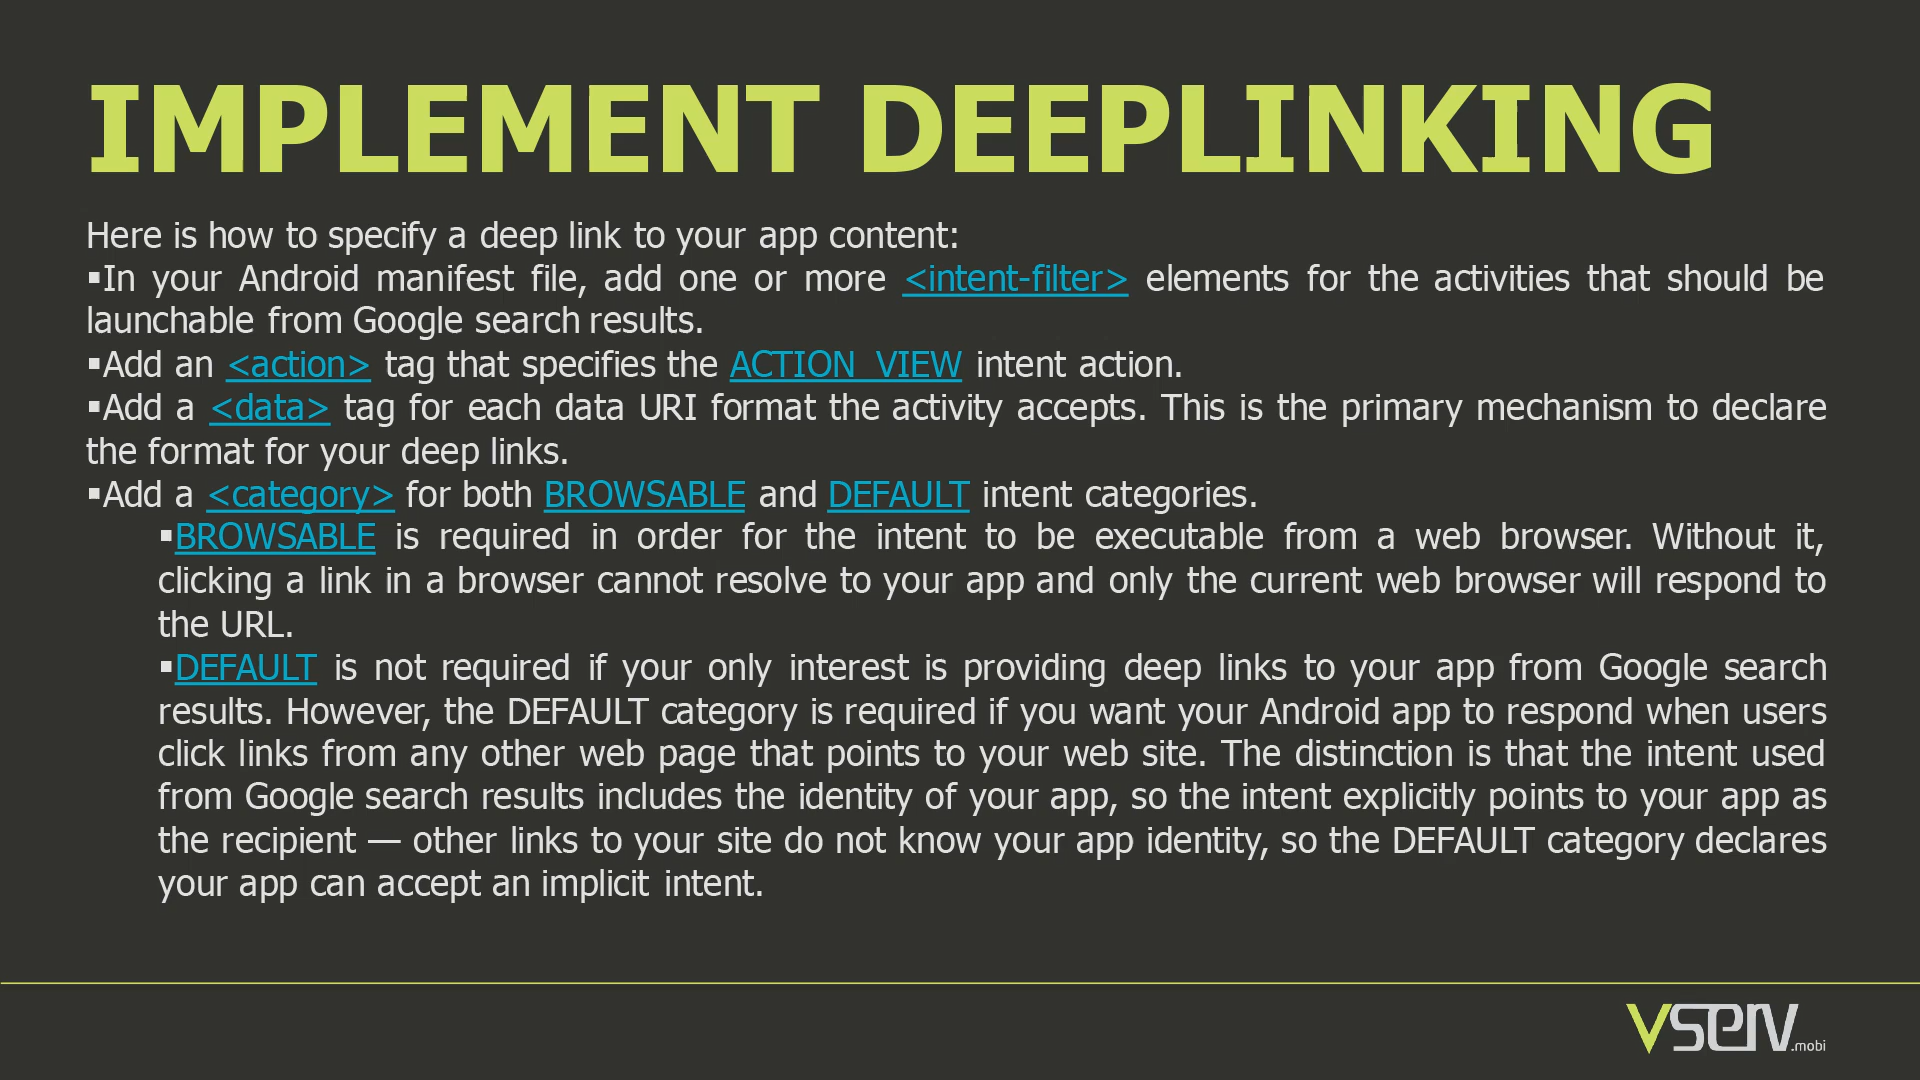 IMPLEMENT DEEPLINKING
Here is how to specify a deep link to your app content:
▪In your Android manifest file, add one or more <intent-filter> elements for the activities that should be
launchable from Google search results.
▪Add an <action> tag that specifies the ACTION_VIEW intent action.
▪Add a <data> tag for each data URI format the activity accepts. This is the primary mechanism to declare
the format for your deep links.
▪Add a <category> for both BROWSABLE and DEFAULT intent categories.
▪BROWSABLE is required in order for the intent to be executable from a web browser. Without it,
clicking a link in a browser cannot resolve to your app and only the current web browser will respond to
the URL.
▪DEFAULT is not required if your only interest is providing deep links to your app from Google search
results. However, the DEFAULT category is required if you want your Android app to respond when users
click links from any other web page that points to your web site. The distinction is that the intent used
from Google search results includes the identity of your app, so the intent explicitly points to your app as
the recipient — other links to your site do not know your app identity, so the DEFAULT category declares
your app can accept an implicit intent.
vserv.mobi